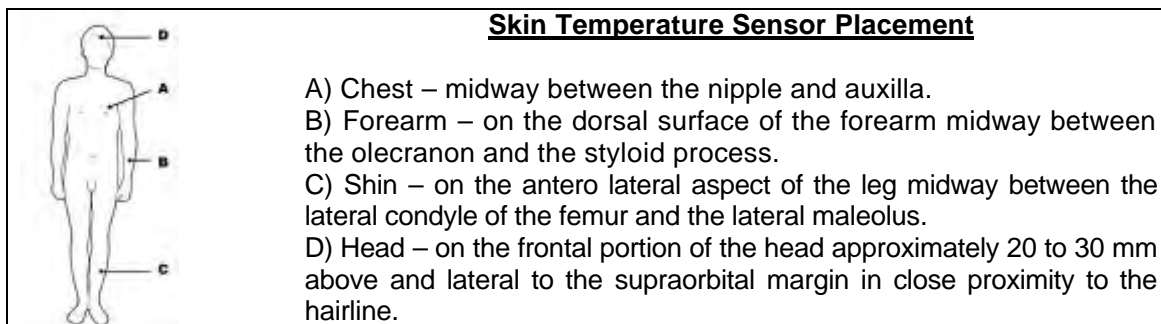 Skin Temperature Sensor Placement
D
A
B
C
A) Chest – midway between the nipple and auxilla.
B) Forearm – on the dorsal surface of the forearm midway between
the olecranon and the styloid process.
C) Shin – on the antero lateral aspect of the leg midway between the
lateral condyle of the femur and the lateral maleolus.
D) Head – on the frontal portion of the head approximately 20 to 30 mm
above and lateral to the supraorbital margin in close proximity to the
hairline.